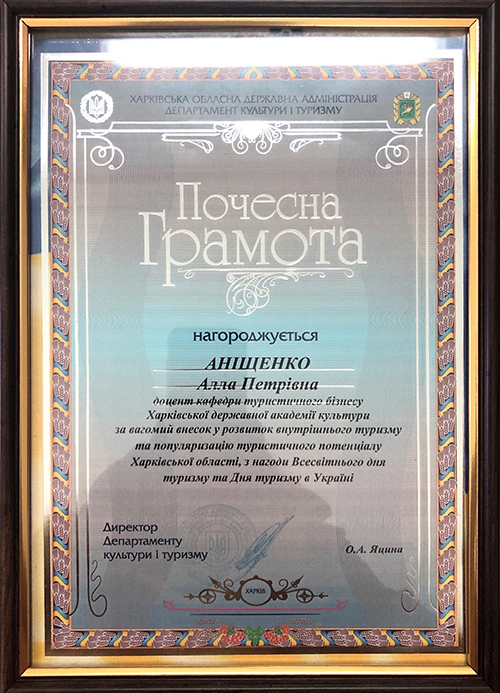 ХАРКІВСЬКА ОБЛАСНА ДЕРЖАВНА АДМІНІСТРАЦІЯ
ДЕПАРТАМЕНТ КУЛЬТУРИ І ТУРИЗМУ
Почесна
Грамота
нагороджується
АНІЩЕНКО
Алла Петрівна
доцент кафедри туристичного бізнесу
Харківської державної академії культури
за вагомий внесок у розвиток внутрішнього туризму
та популяризацію туристичного потенціалу
Харківської області, з нагоди Всесвітнього дня
туризму та Дня туризму в Україні
Директор
Департаменту
культури і туризму
О.А. Яцина
ХАРКІВ